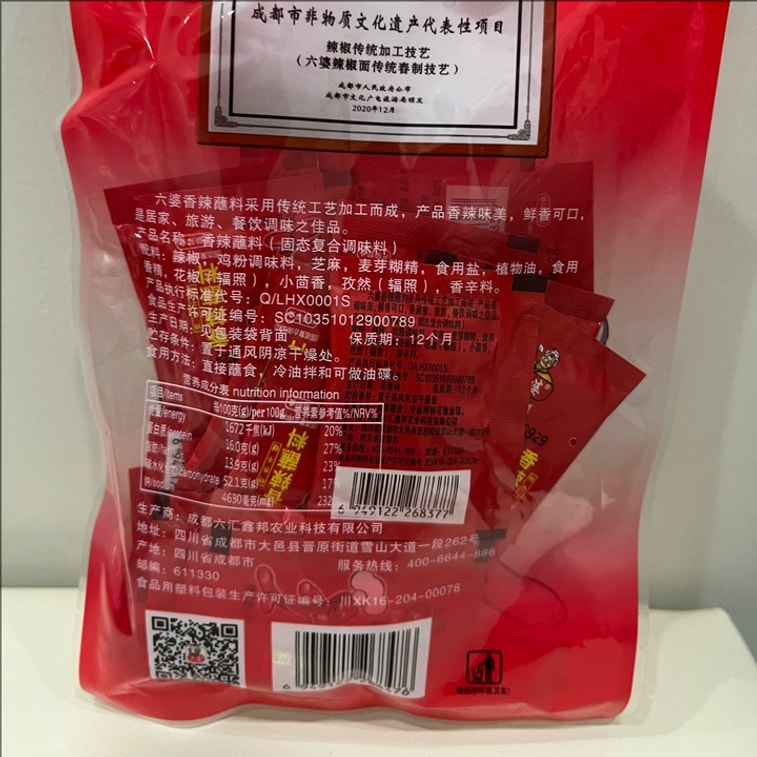 成都市非物质文化遗产代表性项目
辣椒传统加工技艺
（六婆辣椒面传统舂制技艺）
成都市人民政府公布
成都市文化广电旅游局颁发
2020年12月
六婆香辣蘸料采用传统工艺加工而成，产品香辣味美，鲜香可口，
是居家、旅游、餐饮调味之佳品。
产品名称：香辣蘸料（固态复合调味料）
配料：辣椒，鸡粉调味料，芝麻，麦芽糊精，食用盐，植物油，食用
香精，花椒（辐照），小茴香，孜然（辐照），香辛料。
产品执行标准代号：Q/LHX0001S
食品生产许可证编号：SC10351012900789
生产日期：见包装袋背面 保质期：12个月
贮存条件：置于通风阴凉干燥处。
食用方法：直接蘸食，冷油拌和可做油碟。
营养成分表 nutrition information
项目/Items 每100克(g)/per 100g 营养素参考值%/NRV%
能量/energy 1672千焦(kJ) 20%
蛋白质/protein 16.0克(g) 27%
脂肪/fat 13.9克(g) 23%
碳水化合物/carbohydrate 52.1克(g) 17%
4630毫克(mg) 232
6 949122 268377
生产商：成都六汇鑫邦农业科技有限公司
地址：四川省成都市大邑县晋原街道雪山大道一段262号
产地：四川省成都市 服务热线：400-6644-886
邮编：611330
食品用塑料包装生产许可证编号：川XK16-204-00078